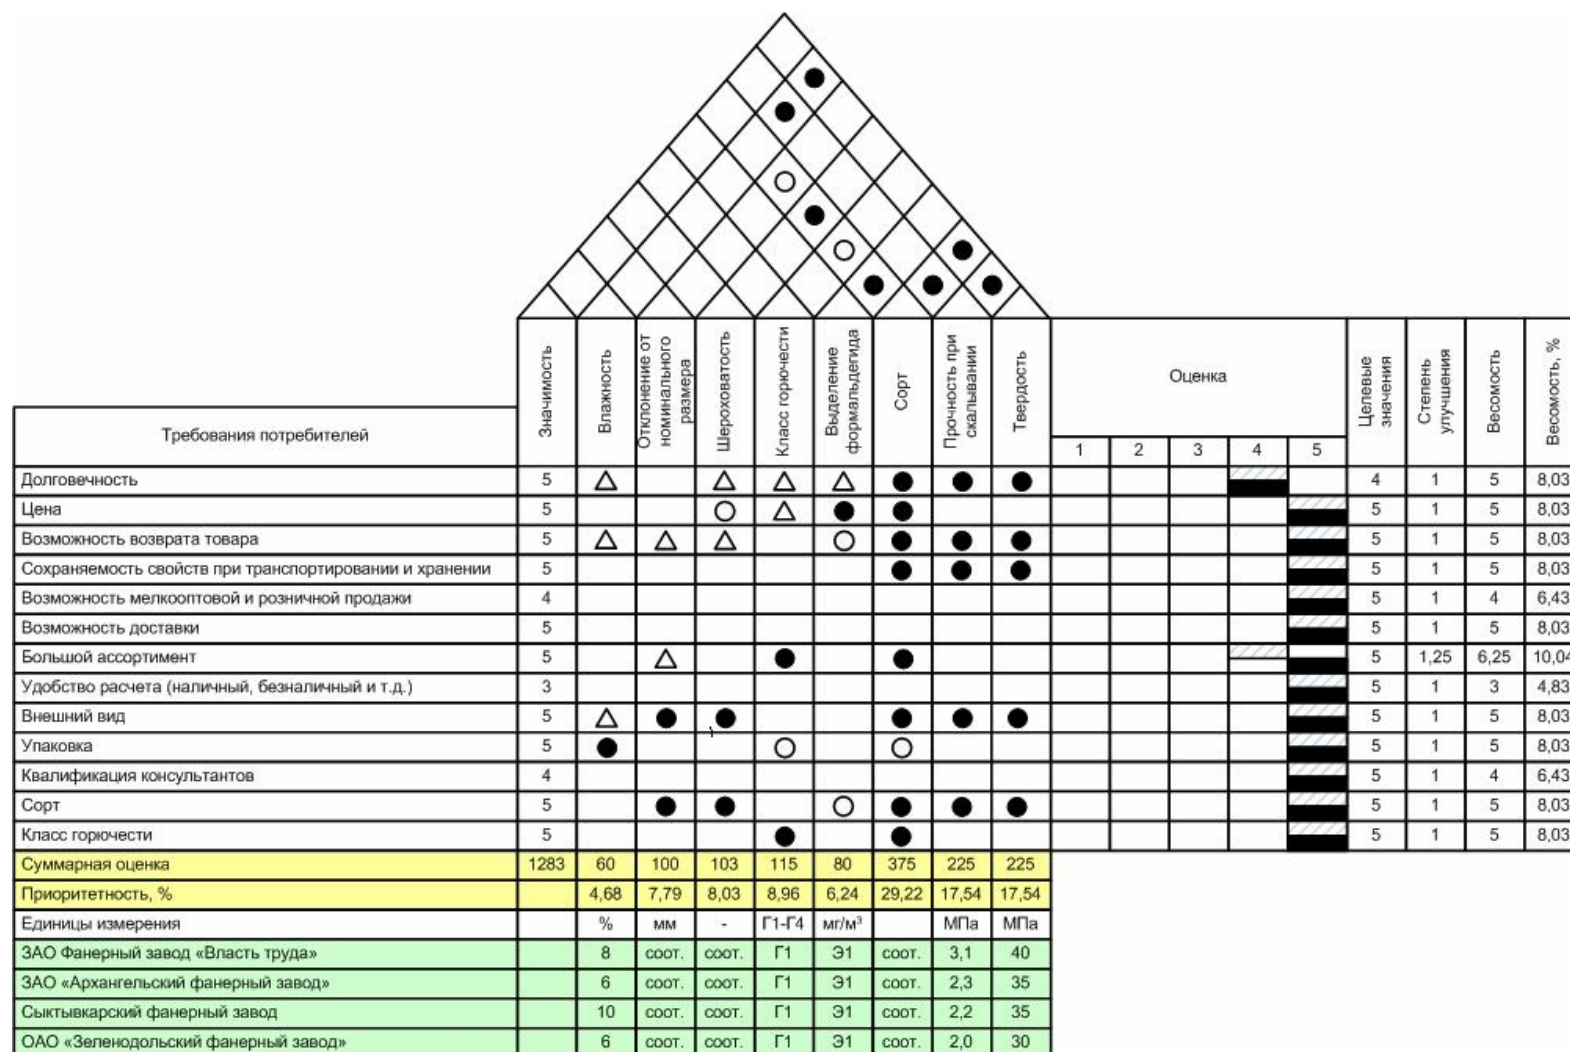 Требования потребителей
Значимость
Влажность
Отклонение от номинального размера
Шероховатость
Класс горючести
Выделение формальдегида
Сорт
Прочность при скалывании
Твердость
Оценка
1 2 3 4 5
Целевые значения
Степень улучшения
Весомость
Весомость, %
Долговечность 5 4 1 5 8,03
Цена 5 5 1 5 8,03
Возможность возврата товара 5 5 1 5 8,03
Сохраняемость свойств при транспортировании и хранении 5 5 1 5 8,03
Возможность мелкооптовой и розничной продажи 4 5 1 4 6,43
Возможность доставки 5 5 1 5 8,03
Большой ассортимент 5 5 1,25 6,25 10,04
Удобство расчета (наличный, безналичный и т.д.) 3 5 1 3 4,83
Внешний вид 5 5 1 5 8,03
Упаковка 5 5 1 5 8,03
Квалификация консультантов 4 5 1 4 6,43
Сорт 5 5 1 5 8,03
Класс горючести 5 5 1 5 8,03
Суммарная оценка 1283 60 100 103 115 80 375 225 225
Приоритетность, % 4,68 7,79 8,03 8,96 6,24 29,22 17,54 17,54
Единицы измерения % мм - Г1-Г4 мг/м³ МПа МПа
ЗАО Фанерный завод «Власть труда» 8 соот. соот. Г1 Э1 соот. 3,1 40
ЗАО «Архангельский фанерный завод» 6 соот. соот. Г1 Э1 соот. 2,3 35
Сыктывкарский фанерный завод 10 соот. соот. Г1 Э1 соот. 2,2 35
ОАО «Зеленодольский фанерный завод» 6 соот. соот. Г1 Э1 соот. 2,0 30